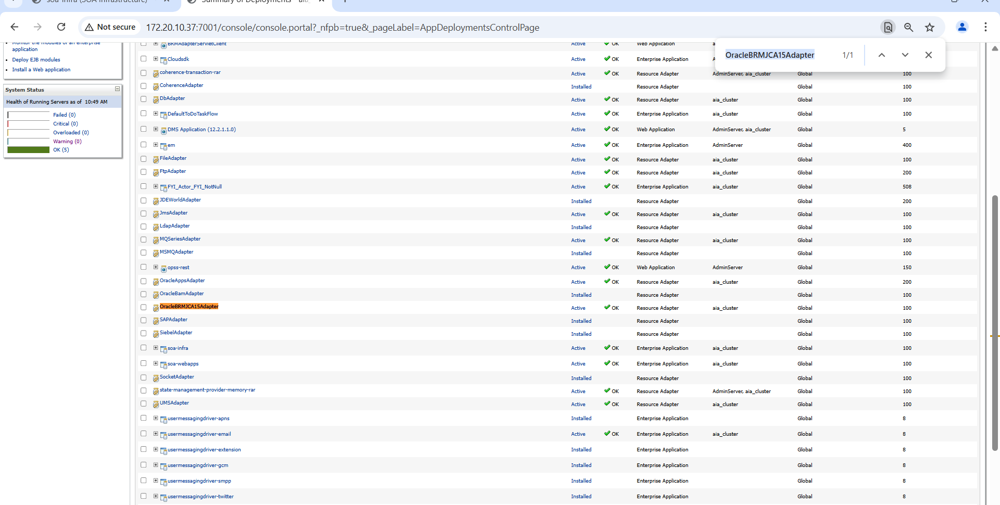 soa-infra (SOA Infrastructure)
Summary of Deployments - aia_
Not secure
172.20.10.37:7001/console/console.portal?_nfpb=true&_pageLabel=AppDeploymentsControlPage
OracleBRMJCA15Adapter 1/1
Monitor the modules of an enterprise
application
Deploy EJB modules
Install a Web application
System Status
Health of Running Servers as of 10:49 AM
Failed (0)
Critical (0)
Overloaded (0)
Warning (0)
OK (5)
BRMAdapterServletClient Active OK Web Application
Cloudsdk Active OK Enterprise Application
coherence-transaction-rar Active OK Resource Adapter AdminServer, aia_cluster Global 100
CoherenceAdapter Installed Resource Adapter Global 100
DbAdapter Active OK Resource Adapter aia_cluster Global 100
DefaultToDoTaskFlow Active OK Enterprise Application aia_cluster Global 100
DMS Application (12.2.1.1.0) Active OK Web Application AdminServer, aia_cluster Global 5
em Active OK Enterprise Application AdminServer Global 400
FileAdapter Active OK Resource Adapter aia_cluster Global 100
FtpAdapter Active OK Resource Adapter aia_cluster Global 200
FYI_Actor_FYI_NotNull Active OK Enterprise Application aia_cluster Global 508
JDEWorldAdapter Installed Resource Adapter Global 200
JmsAdapter Active OK Resource Adapter aia_cluster Global 100
LdapAdapter Installed Resource Adapter Global 100
MQSeriesAdapter Active OK Resource Adapter aia_cluster Global 100
MSMQAdapter Installed Resource Adapter Global 100
opss-rest Active OK Web Application AdminServer Global 150
OracleAppsAdapter Active OK Resource Adapter aia_cluster Global 200
OracleBamAdapter Installed Resource Adapter Global 100
OracleBRMJCA15Adapter Active OK Resource Adapter aia_cluster Global 100
SAPAdapter Installed Resource Adapter Global 100
SiebelAdapter Installed Resource Adapter Global 100
soa-infra Active OK Enterprise Application aia_cluster Global 100
soa-webapps Active OK Enterprise Application aia_cluster Global 100
SocketAdapter Installed Resource Adapter Global 100
state-management-provider-memory-rar Active OK Resource Adapter AdminServer, aia_cluster Global 100
UMSAdapter Active OK Resource Adapter aia_cluster Global 100
usermessagingdriver-apns Installed Enterprise Application Global 8
usermessagingdriver-email Active OK Enterprise Application aia_cluster Global 8
usermessagingdriver-extension Installed Enterprise Application Global 8
usermessagingdriver-gcm Installed Enterprise Application Global 8
usermessagingdriver-smpp Installed Enterprise Application Global 8
usermessagingdriver-twitter Installed Enterprise Application Global 8